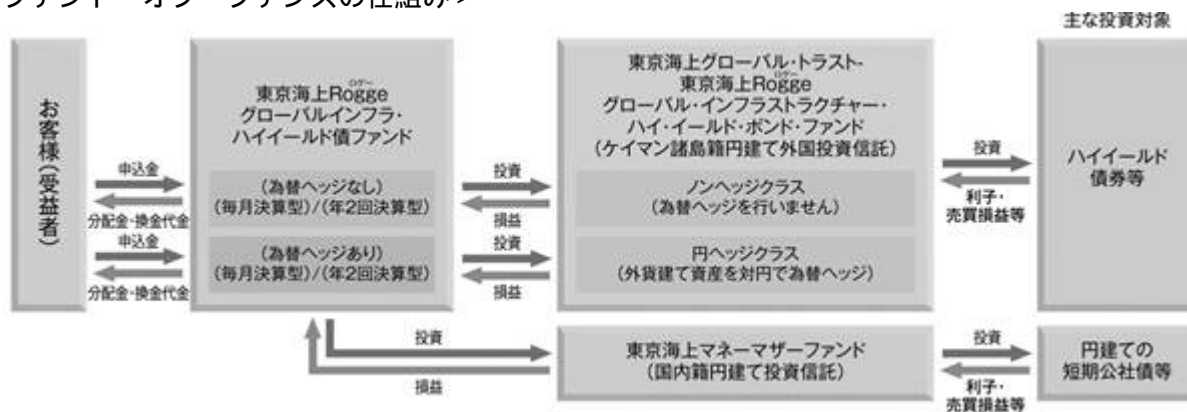 ファンド・オブ・ファンズの仕組み>
主な投資対象
お客様(受益者)
申込金
分配金・換金代金
申込金
分配金・換金代金
東京海上Rogge
ロゲー
グローバルインフラ・
ハイイールド債ファンド
(為替ヘッジなし)
(毎月決算型)/(年2回決算型)
(為替ヘッジあり)
(毎月決算型)/(年2回決算型)
投資
損益
投資
損益
東京海上グローバル・トラスト-
東京海上Rogge
ロゲー
グローバル・インフラストラクチャー・
ハイ・イールド・ボンド・ファンド
(ケイマン諸島籍円建て外国投資信託)
ノンヘッジクラス
(為替ヘッジを行いません)
円ヘッジクラス
(外貨建て資産を対円で為替ヘッジ)
投資
利子・
売買損益等
ハイイールド
債券等
投資
損益
東京海上マネーマザーファンド
(国内籍円建て投資信託)
投資
利子・
売買損益等
円建ての
短期公社債等